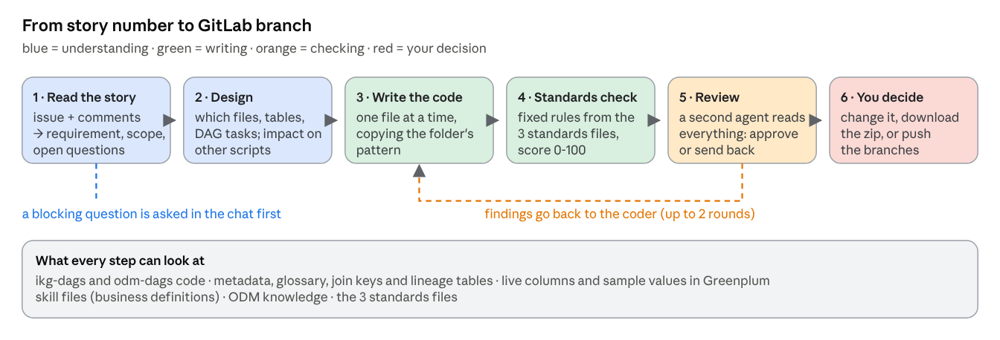 From story number to GitLab branch
blue = understanding · green = writing · orange = checking · red = your decision
1 · Read the story
issue + comments
→ requirement, scope,
open questions
2 · Design
which files, tables,
DAG tasks; impact on
other scripts
3 · Write the code
one file at a time,
copying the folder's
pattern
4 · Standards check
fixed rules from the
3 standards files,
score 0-100
5 · Review
a second agent reads
everything: approve
or send back
6 · You decide
change it, download
the zip, or push
the branches
a blocking question is asked in the chat first
findings go back to the coder (up to 2 rounds)
What every step can look at
ikg-dags and odm-dags code · metadata, glossary, join keys and lineage tables · live columns and sample values in Greenplum
skill files (business definitions) · ODM knowledge · the 3 standards files